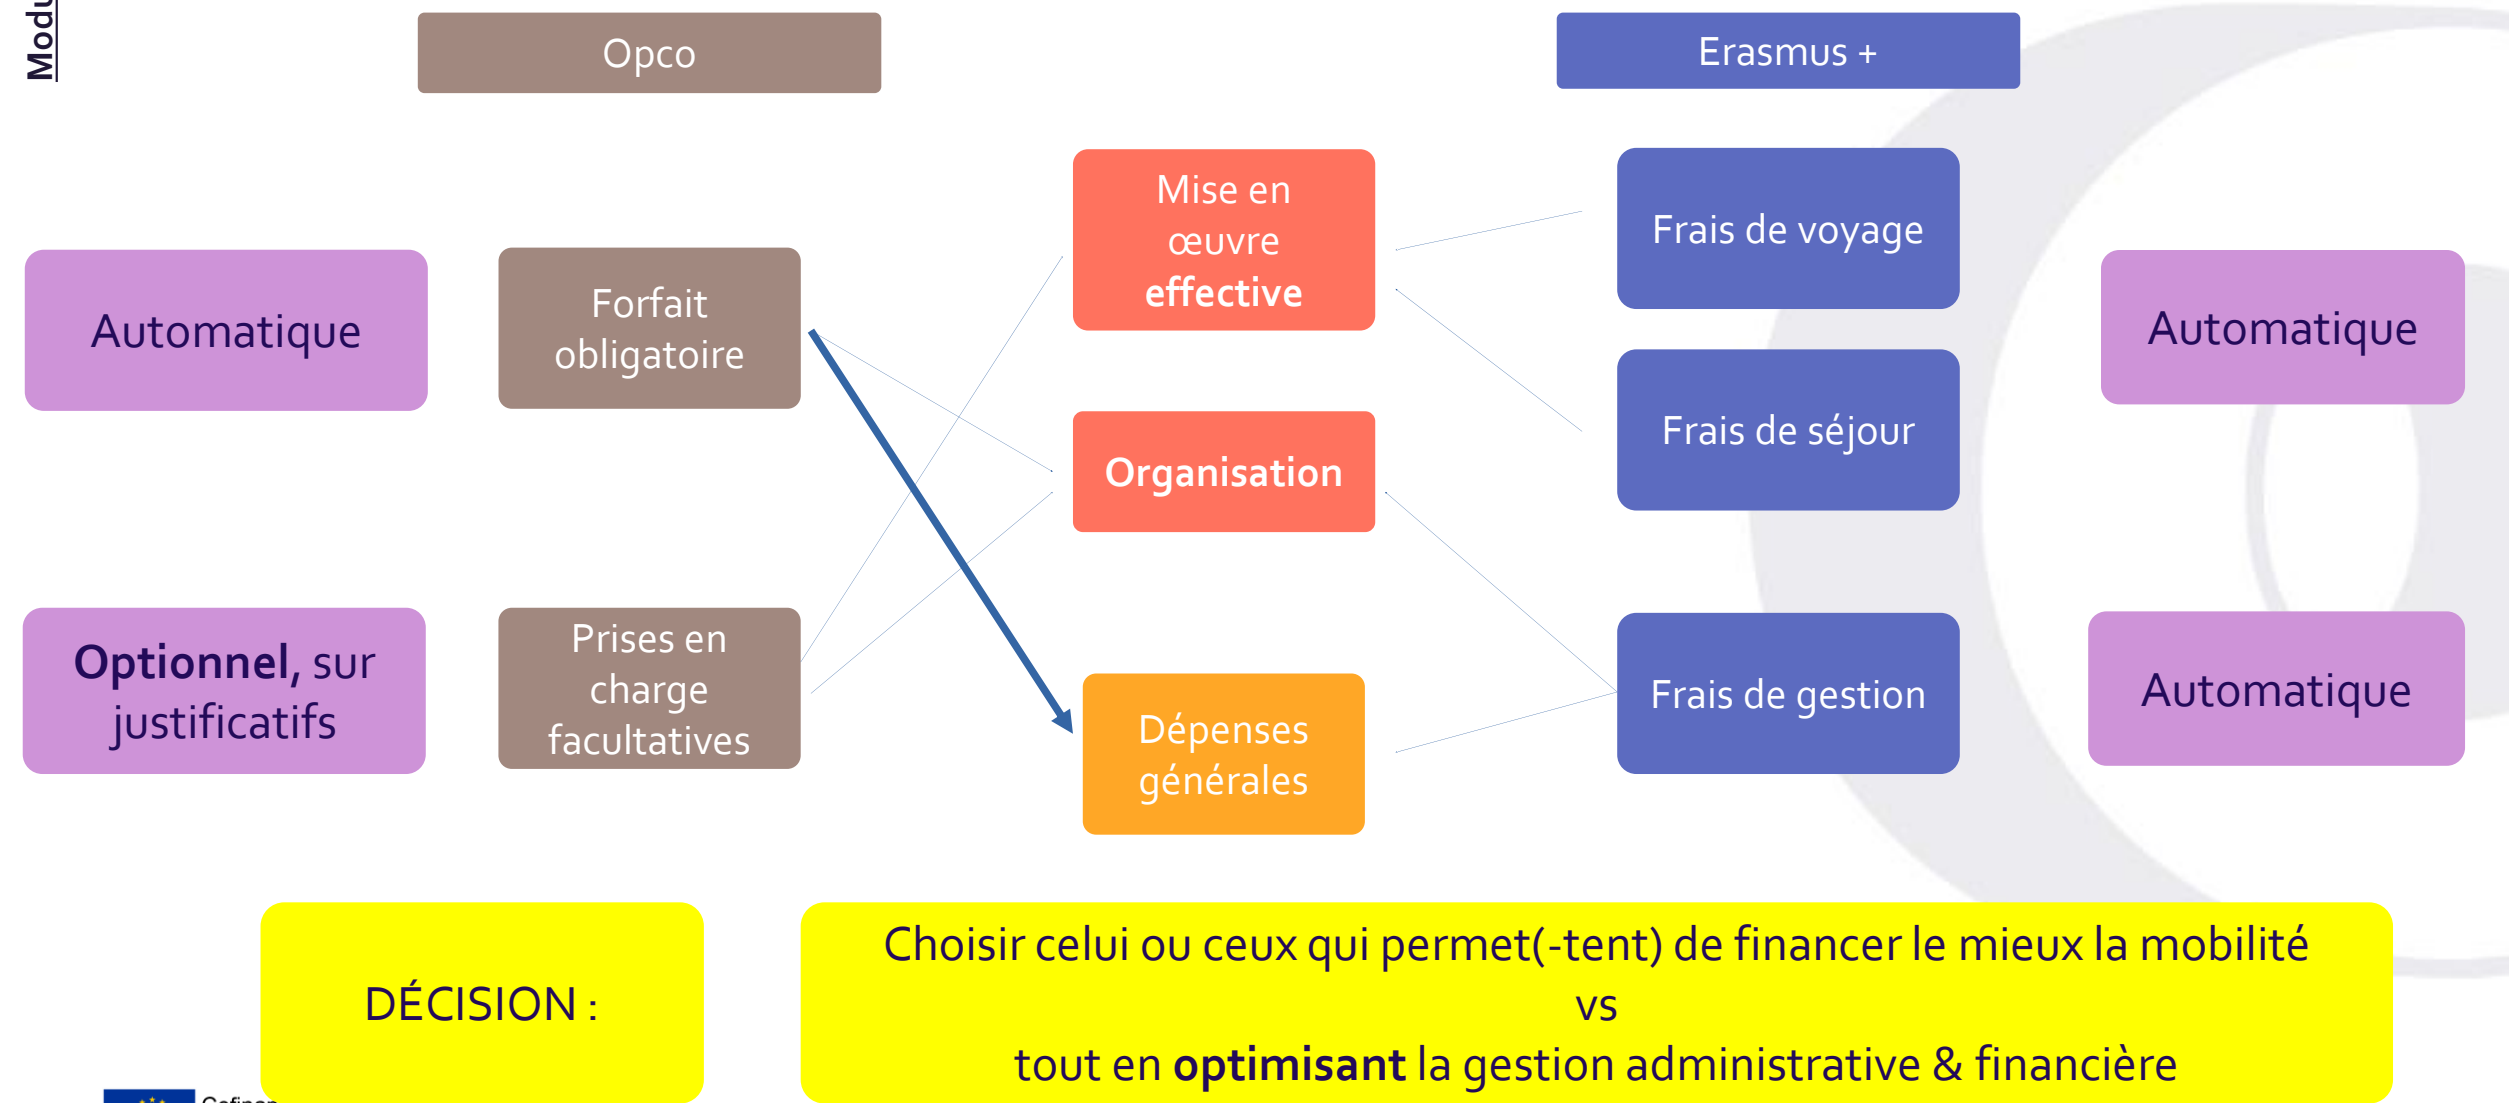 Opco
Erasmus +
Automatique
Forfait
obligatoire
Mise en
œuvre
effective
Frais de voyage
Automatique
Frais de séjour
Organisation
Optionnel, sur
justificatifs
Prises en
charge
facultatives
Dépenses
générales
Frais de gestion
Automatique
DÉCISION :
Choisir celui ou ceux qui permet(-tent) de financer le mieux la mobilité
vs
tout en optimisant la gestion administrative & financière